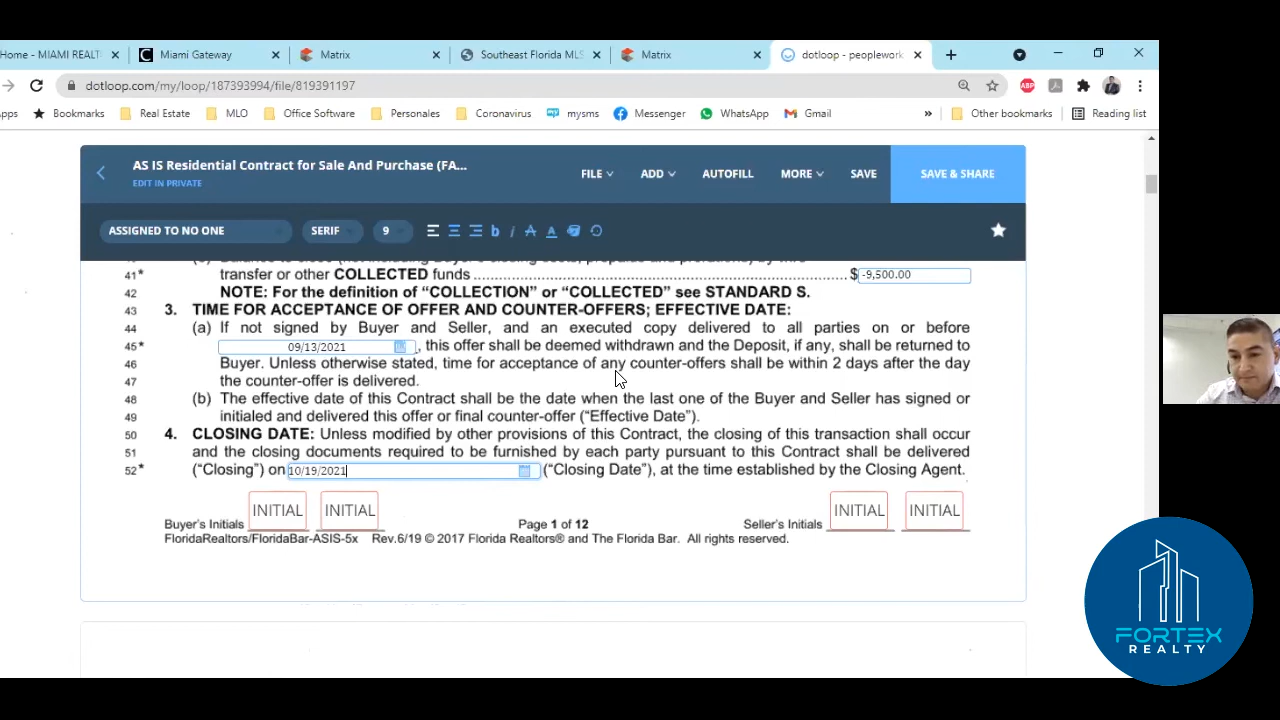 Home - MIAMI REALT
Miami Gateway
Matrix
Southeast Florida MLS
Matrix
dotloop - peoplework
dotloop.com/my/loop/187393994/file/819391197
ABP
pps
Bookmarks
Real Estate
MLO
Office Software
Personales
Coronavirus
mysms
Messenger
WhatsApp
Gmail
»
Other bookmarks
Reading list
AS IS Residential Contract for Sale And Purchase (FA...
EDIT IN PRIVATE
FILE
ADD
AUTOFILL
MORE
SAVE
SAVE & SHARE
ASSIGNED TO NO ONE
SERIF
9
41* transfer or other COLLECTED funds ........................................ $ -9,500.00
42 NOTE: For the definition of “COLLECTION” or “COLLECTED” see STANDARD S.
43 3. TIME FOR ACCEPTANCE OF OFFER AND COUNTER-OFFERS; EFFECTIVE DATE:
44 (a) If not signed by Buyer and Seller, and an executed copy delivered to all parties on or before
45* 09/13/2021 , this offer shall be deemed withdrawn and the Deposit, if any, shall be returned to
46 Buyer. Unless otherwise stated, time for acceptance of any counter-offers shall be within 2 days after the day
47 the counter-offer is delivered.
48 (b) The effective date of this Contract shall be the date when the last one of the Buyer and Seller has signed or
49 initialed and delivered this offer or final counter-offer (“Effective Date”).
50 4. CLOSING DATE: Unless modified by other provisions of this Contract, the closing of this transaction shall occur
51 and the closing documents required to be furnished by each party pursuant to this Contract shall be delivered
52* (“Closing”) on 10/19/2021 (“Closing Date”), at the time established by the Closing Agent.
Buyer’s Initials INITIAL INITIAL Page 1 of 12 Seller’s Initials INITIAL INITIAL
FloridaRealtors/FloridaBar-ASIS-5x Rev.6/19 © 2017 Florida Realtors® and The Florida Bar. All rights reserved.
FORTEX
REALTY